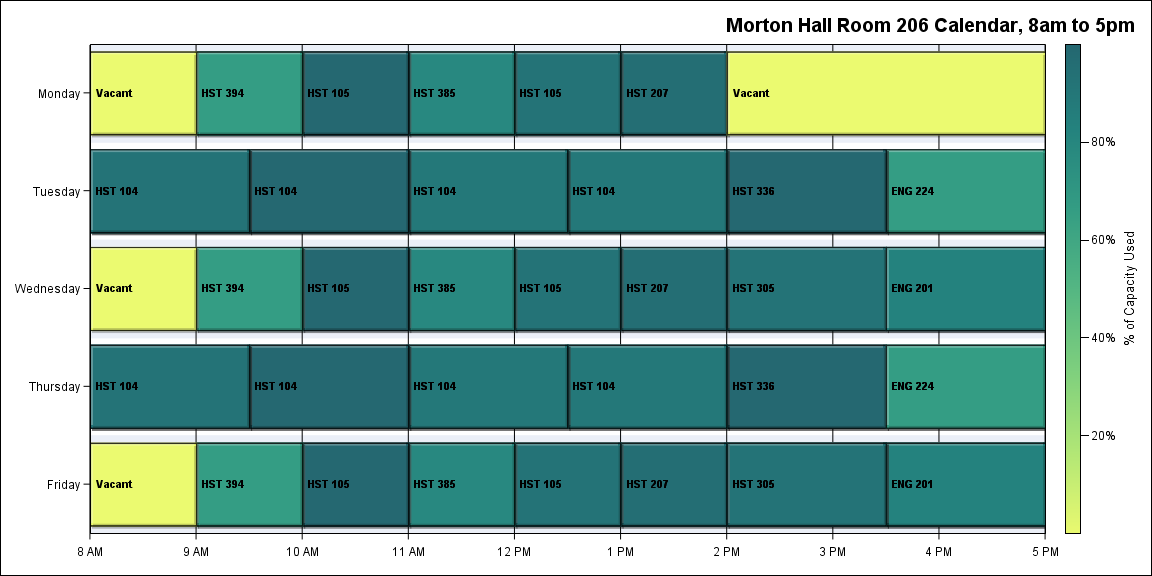 Morton Hall Room 206 Calendar, 8am to 5pm
Monday
Vacant
HST 394
HST 105
HST 385
HST 105
HST 207
Vacant
Tuesday
HST 104
HST 104
HST 104
HST 104
HST 336
ENG 224
Wednesday
Vacant
HST 394
HST 105
HST 385
HST 105
HST 207
HST 305
ENG 201
Thursday
HST 104
HST 104
HST 104
HST 104
HST 336
ENG 224
Friday
Vacant
HST 394
HST 105
HST 385
HST 105
HST 207
HST 305
ENG 201
8 AM
9 AM
10 AM
11 AM
12 PM
1 PM
2 PM
3 PM
4 PM
5 PM
80%
60%
40%
20%
% of Capacity Used